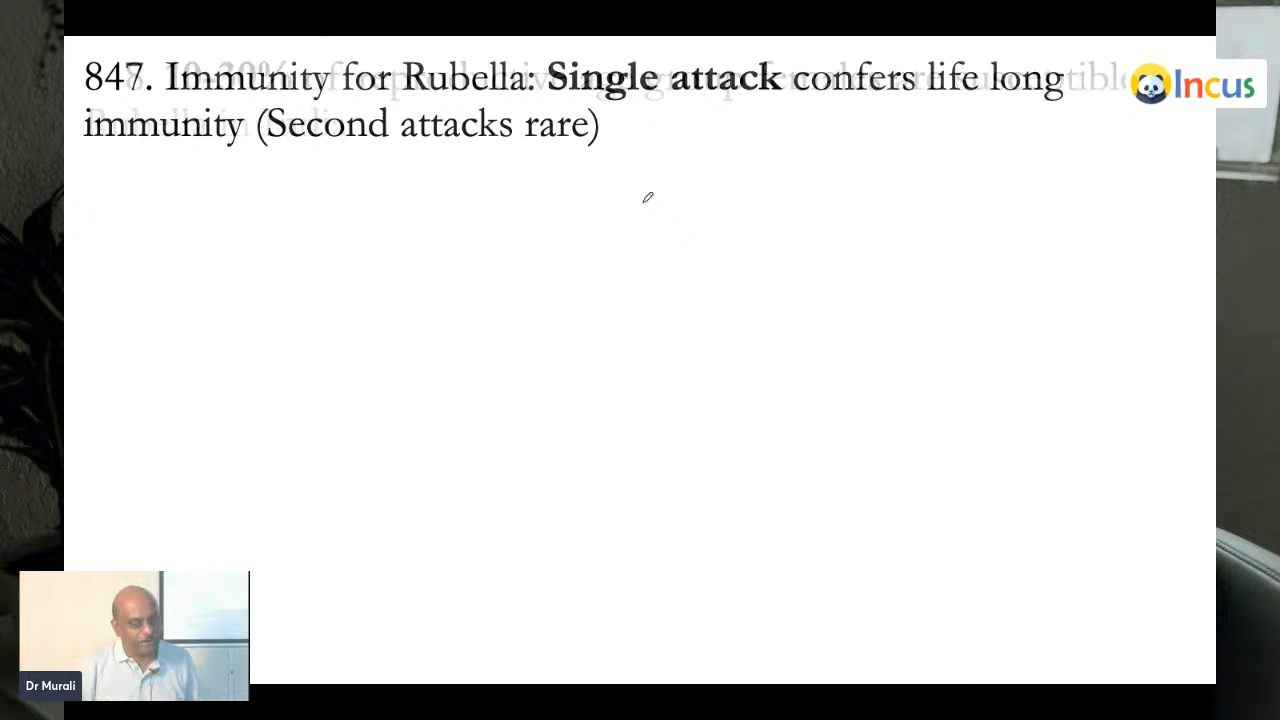 847. Immunity for Rubella: Single attack confers life long
immunity (Second attacks rare)
Incus
Dr Murali